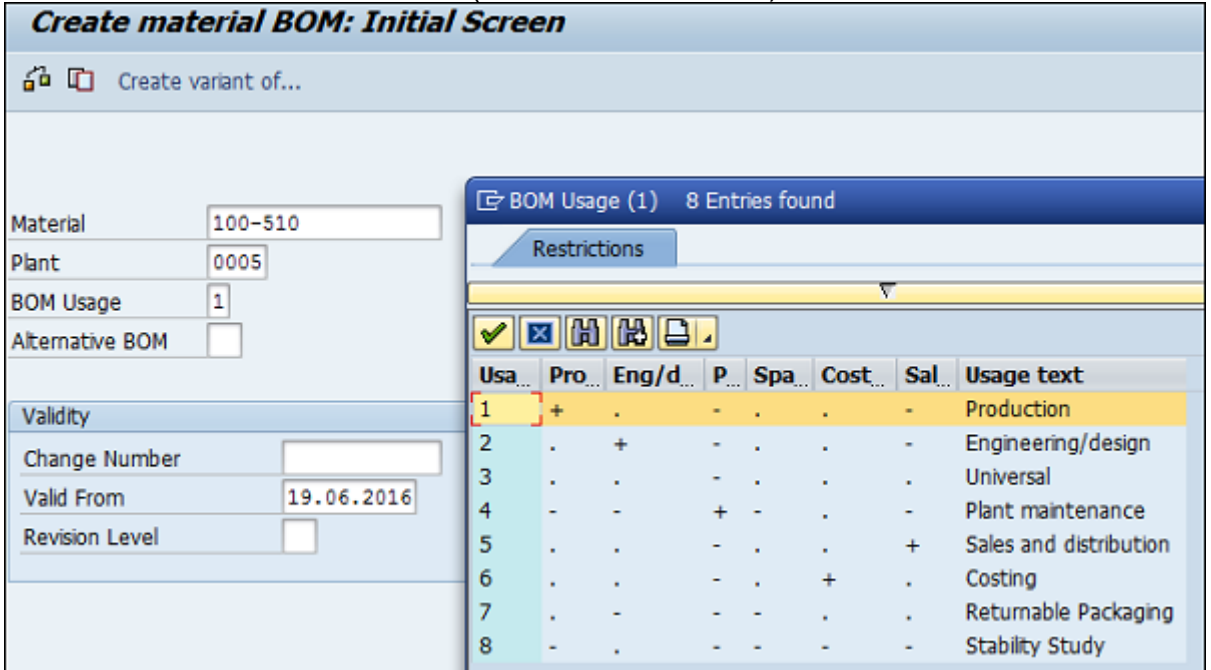 Create material BOM: Initial Screen
Create variant of...
Material 100-510
Plant 0005
BOM Usage 1
Alternative BOM
Validity
Change Number
Valid From 19.06.2016
Revision Level
BOM Usage (1) 8 Entries found
Restrictions
Usa... Pro... Eng/d... P... Spa... Cost... Sal... Usage text
1 + . - . . - Production
2 . + - . . - Engineering/design
3 . . - . . . Universal
4 - - + - . - Plant maintenance
5 . . - . . + Sales and distribution
6 . . - . + . Costing
7 . - - - . . Returnable Packaging
8 - . - - - - Stability Study